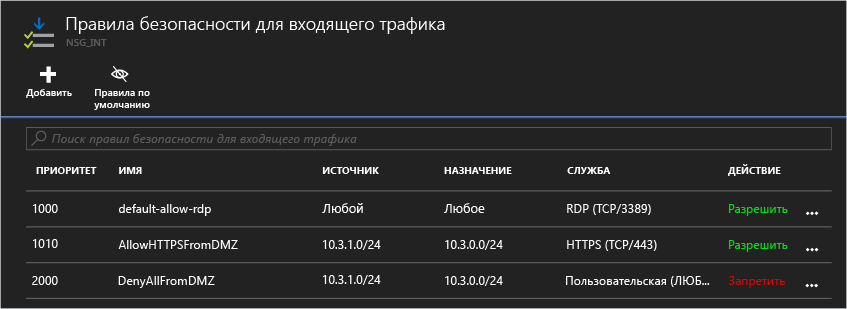 Правила безопасности для входящего трафика
NSG_INT
Добавить
Правила по
умолчанию
Поиск правил безопасности для входящего трафика
ПРИОРИТЕТ ИМЯ ИСТОЧНИК НАЗНАЧЕНИЕ СЛУЖБА ДЕЙСТВИЕ
1000 default-allow-rdp Любой Любое RDP (TCP/3389) Разрешить ...
1010 AllowHTTPSFromDMZ 10.3.1.0/24 10.3.0.0/24 HTTPS (TCP/443) Разрешить ...
2000 DenyAllFromDMZ 10.3.1.0/24 10.3.0.0/24 Пользовательская (ЛЮБ... Запретить ...